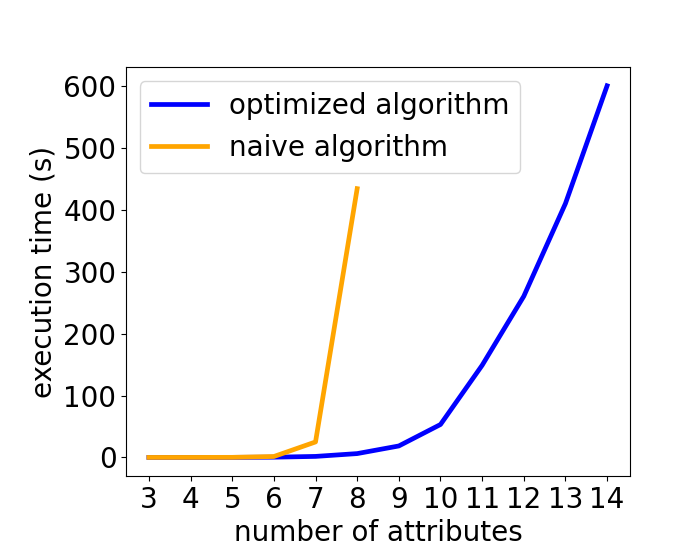 optimized algorithm
naive algorithm
execution time (s)
600
500
400
300
200
100
0
3 4 5 6 7 8 9 10 11 12 13 14
number of attributes